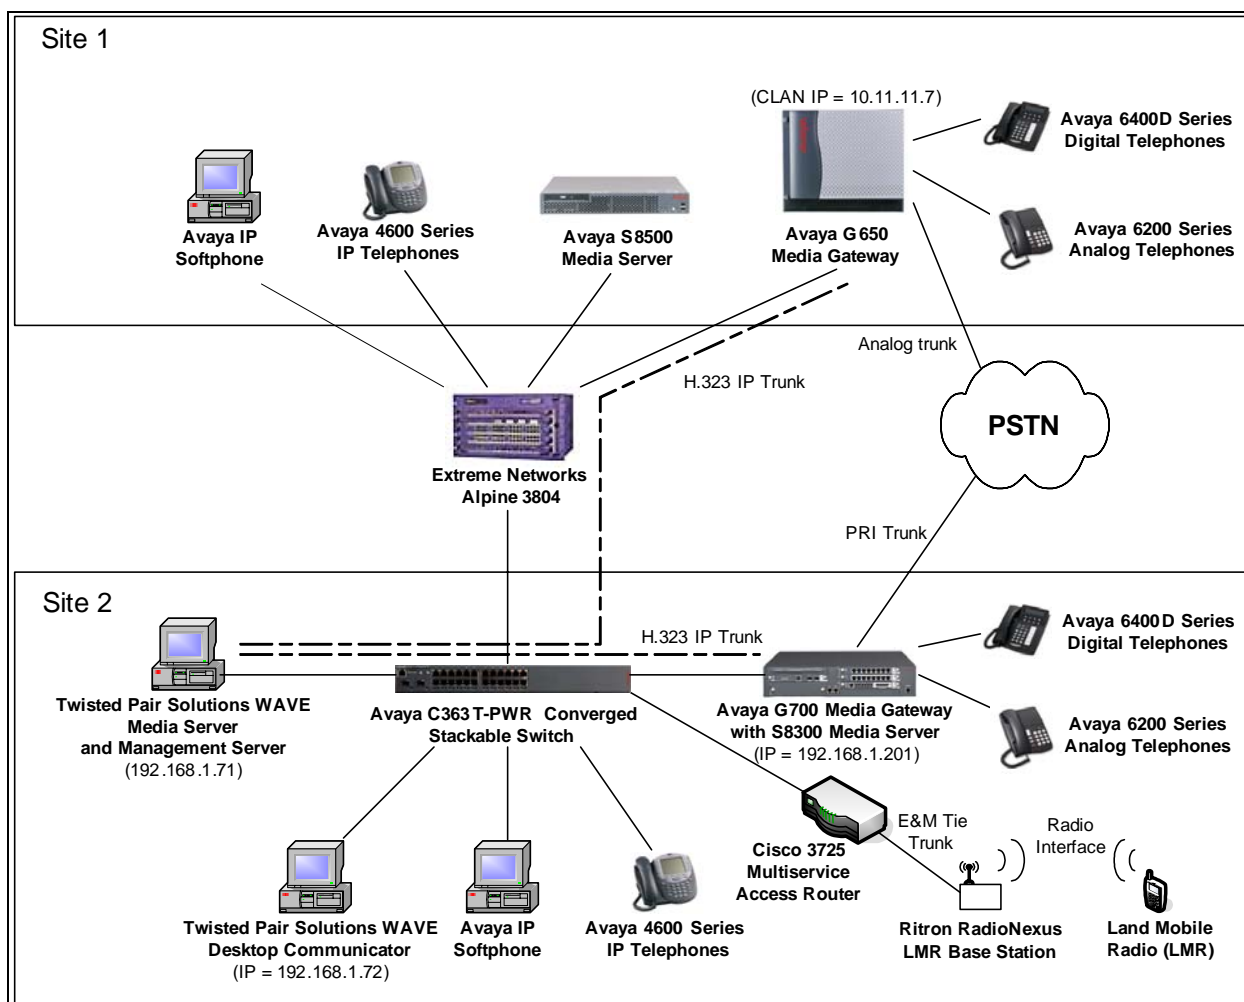 Site 1
(CLAN IP = 10.11.11.7)
Avaya 6400D Series
Digital Telephones
Avaya IP
Softphone
Avaya 4600 Series
IP Telephones
Avaya S8500
Media Server
Avaya G650
Media Gateway
Avaya 6200 Series
Analog Telephones
Analog trunk
H.323 IP Trunk
PSTN
Extreme Networks
Alpine 3804
PRI Trunk
Site 2
H.323 IP Trunk
Avaya 6400D Series
Digital Telephones
Twisted Pair Solutions WAVE
Media Server
and Management Server
(192.168.1.71)
Avaya C363T-PWR Converged
Stackable Switch
Avaya G700 Media Gateway
with S8300 Media Server
(IP = 192.168.1.201)
Avaya 6200 Series
Analog Telephones
Cisco 3725
Multiservice
Access Router
E&M Tie
Trunk
Radio
Interface
Twisted Pair Solutions WAVE
Desktop Communicator
(IP = 192.168.1.72)
Avaya IP
Softphone
Avaya 4600 Series
IP Telephones
Ritron RadioNexus
LMR Base Station
Land Mobile
Radio (LMR)